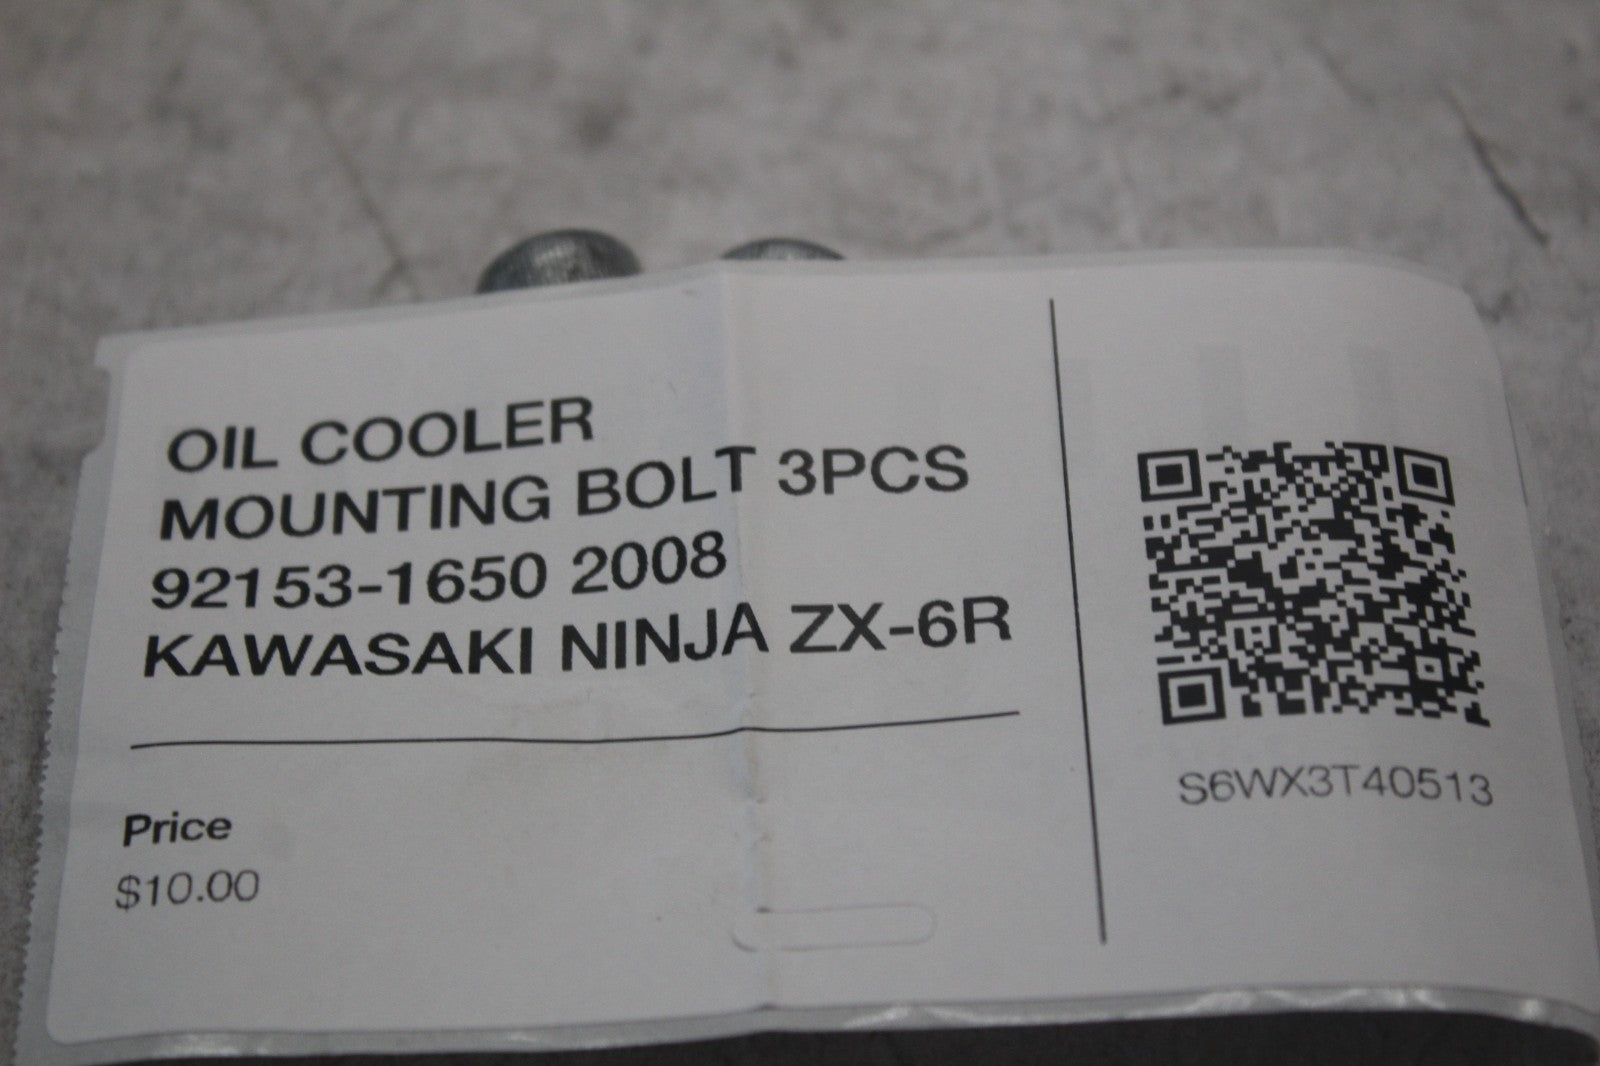 OIL COOLER
MOUNTING BOLT 3PCS
92153-1650 2008
KAWASAKI NINJA ZX-6R
Price
$10.00
S6WX3T40513